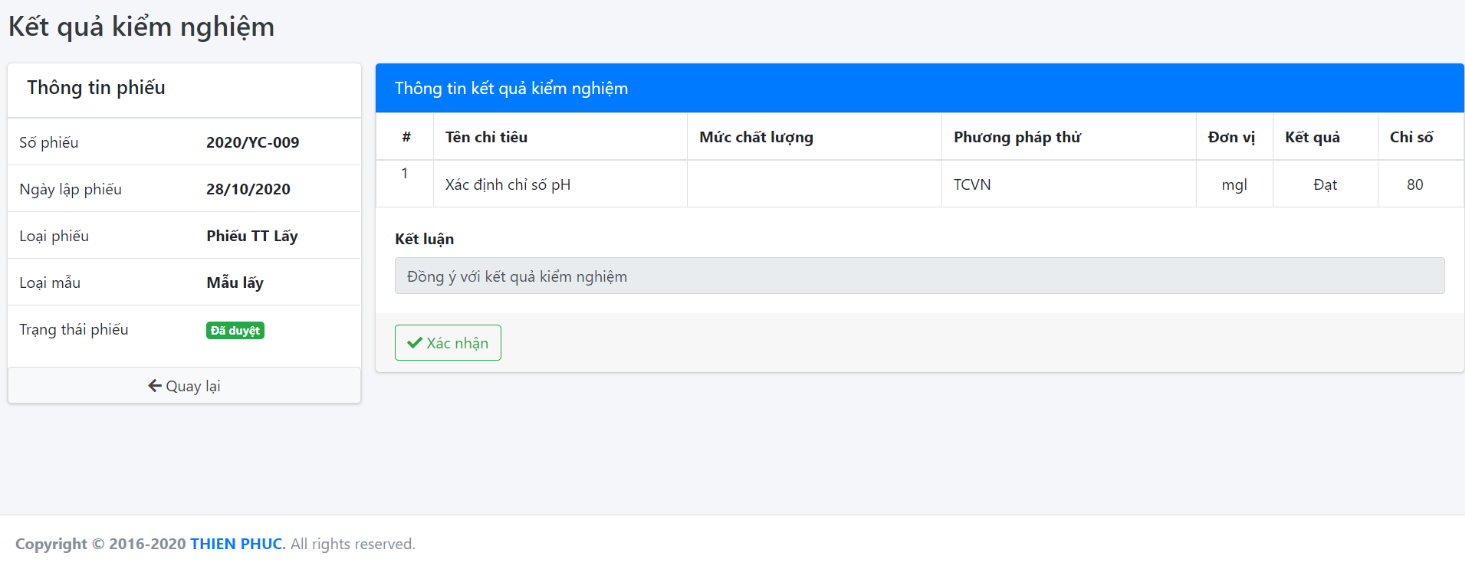 Kết quả kiểm nghiệm
Thông tin phiếu
Số phiếu 2020/YC-009
Ngày lập phiếu 28/10/2020
Loại phiếu Phiếu TT Lấy
Loại mẫu Mẫu lấy
Trạng thái phiếu Đã duyệt
Quay lại
Thông tin kết quả kiểm nghiệm
# Tên chỉ tiêu Mức chất lượng Phương pháp thử Đơn vị Kết quả Chỉ số
1 Xác định chỉ số pH TCVN mgl Đạt 80
Kết luận
Đồng ý với kết quả kiểm nghiệm
Xác nhận
Copyright © 2016-2020 THIEN PHUC. All rights reserved.